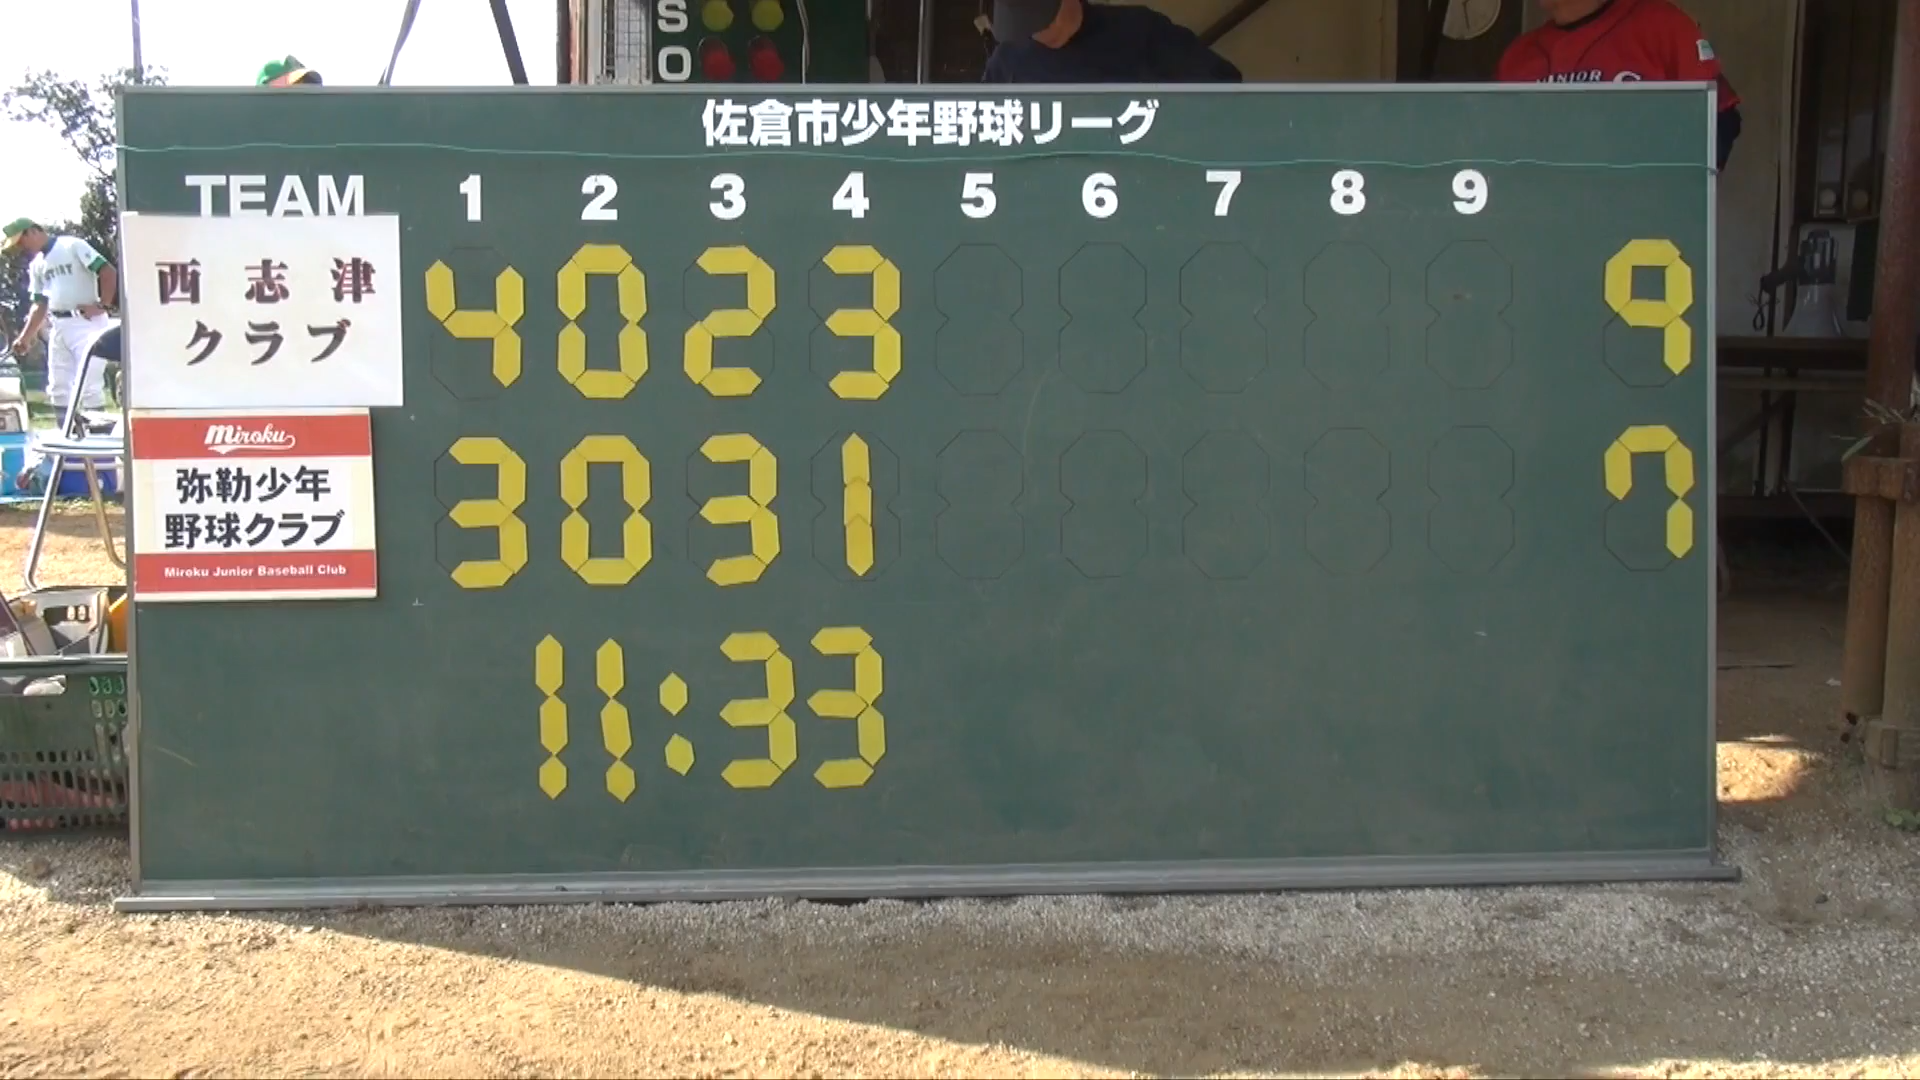 S
O
佐倉市少年野球リーグ
TEAM 1 2 3 4 5 6 7 8 9
西志津
クラブ
4 0 2 3 9
Miroku
弥勒少年
野球クラブ
Miroku Junior Baseball Club
3 0 3 1 7
11:33